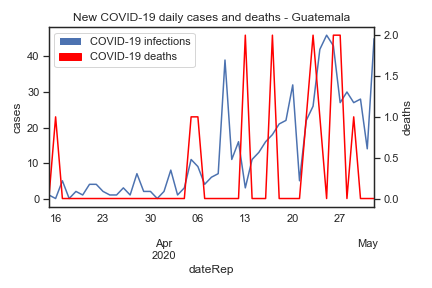 New COVID-19 daily cases and deaths - Guatemala
COVID-19 infections
COVID-19 deaths
cases
40
30
20
10
0
deaths
2.0
1.5
1.0
0.5
0.0
16 23 30 06 13 20 27
Apr May
2020
dateRep